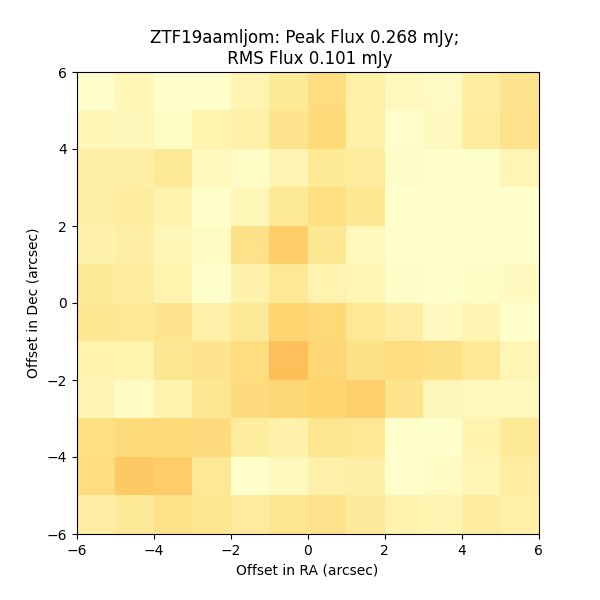 ZTF19aamljom: Peak Flux 0.268 mJy;
RMS Flux 0.101 mJy
6
4
2
0
−2
−4
−6
Offset in Dec (arcsec)
−6 −4 −2 0 2 4 6
Offset in RA (arcsec)